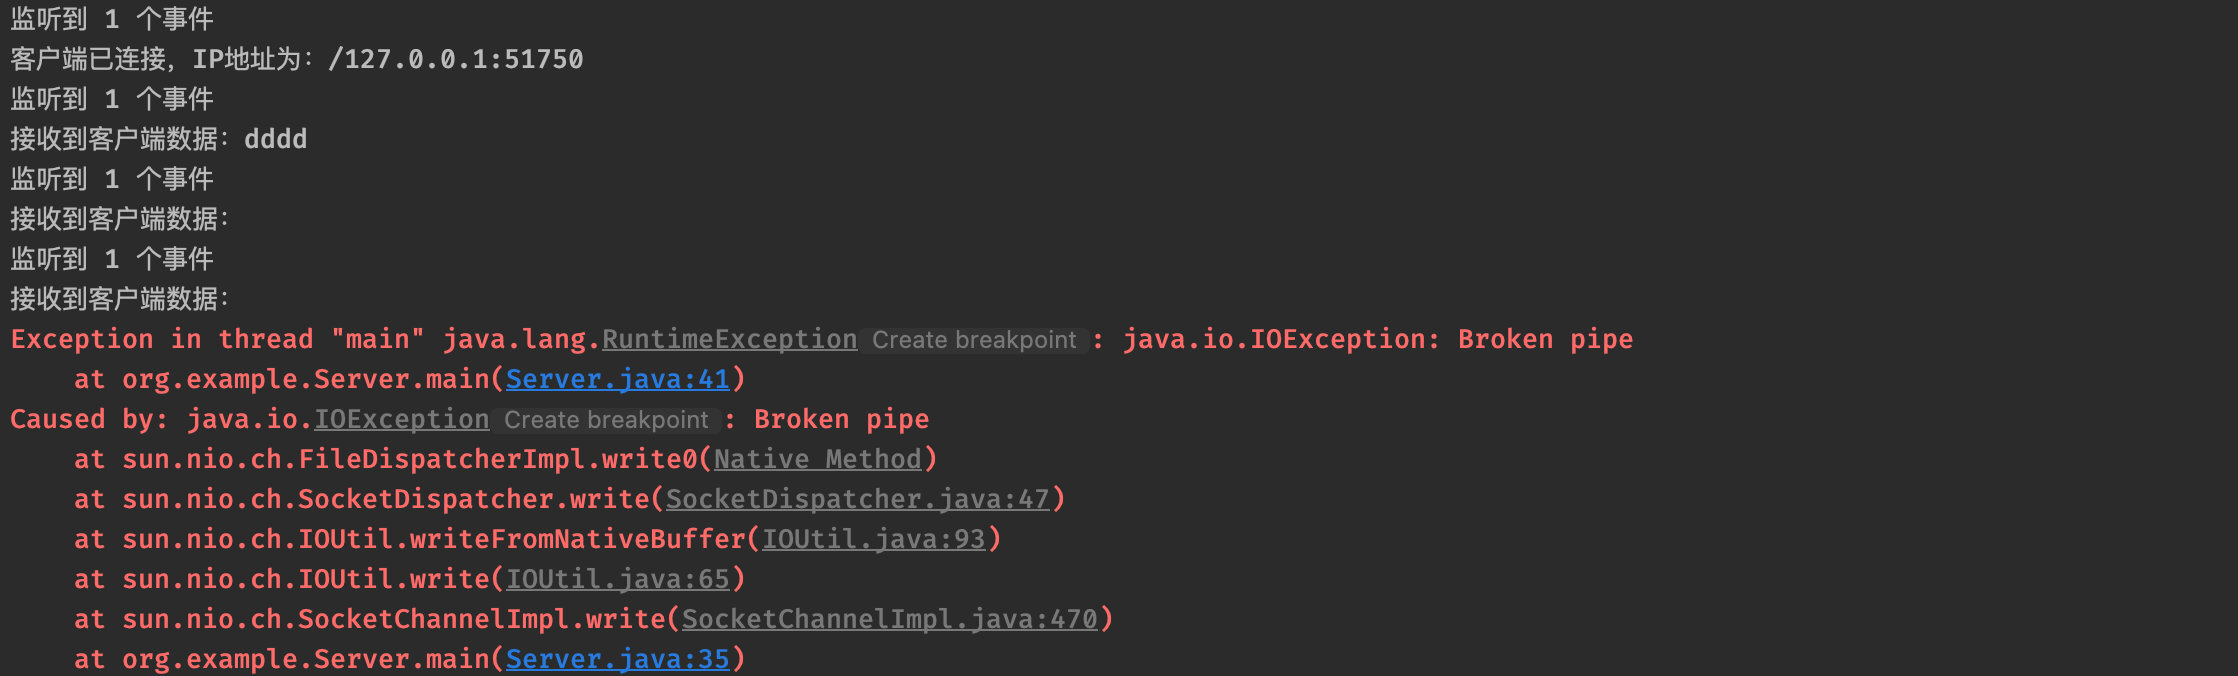 监听到 1 个事件
客户端已连接，IP地址为：/127.0.0.1:51750
监听到 1 个事件
接收到客户端数据：dddd
监听到 1 个事件
接收到客户端数据：
监听到 1 个事件
接收到客户端数据：
Exception in thread "main" java.lang.RuntimeException Create breakpoint : java.io.IOException: Broken pipe
at org.example.Server.main(Server.java:41)
Caused by: java.io.IOException Create breakpoint : Broken pipe
at sun.nio.ch.FileDispatcherImpl.write0(Native Method)
at sun.nio.ch.SocketDispatcher.write(SocketDispatcher.java:47)
at sun.nio.ch.IOUtil.writeFromNativeBuffer(IOUtil.java:93)
at sun.nio.ch.IOUtil.write(IOUtil.java:65)
at sun.nio.ch.SocketChannelImpl.write(SocketChannelImpl.java:470)
at org.example.Server.main(Server.java:35)